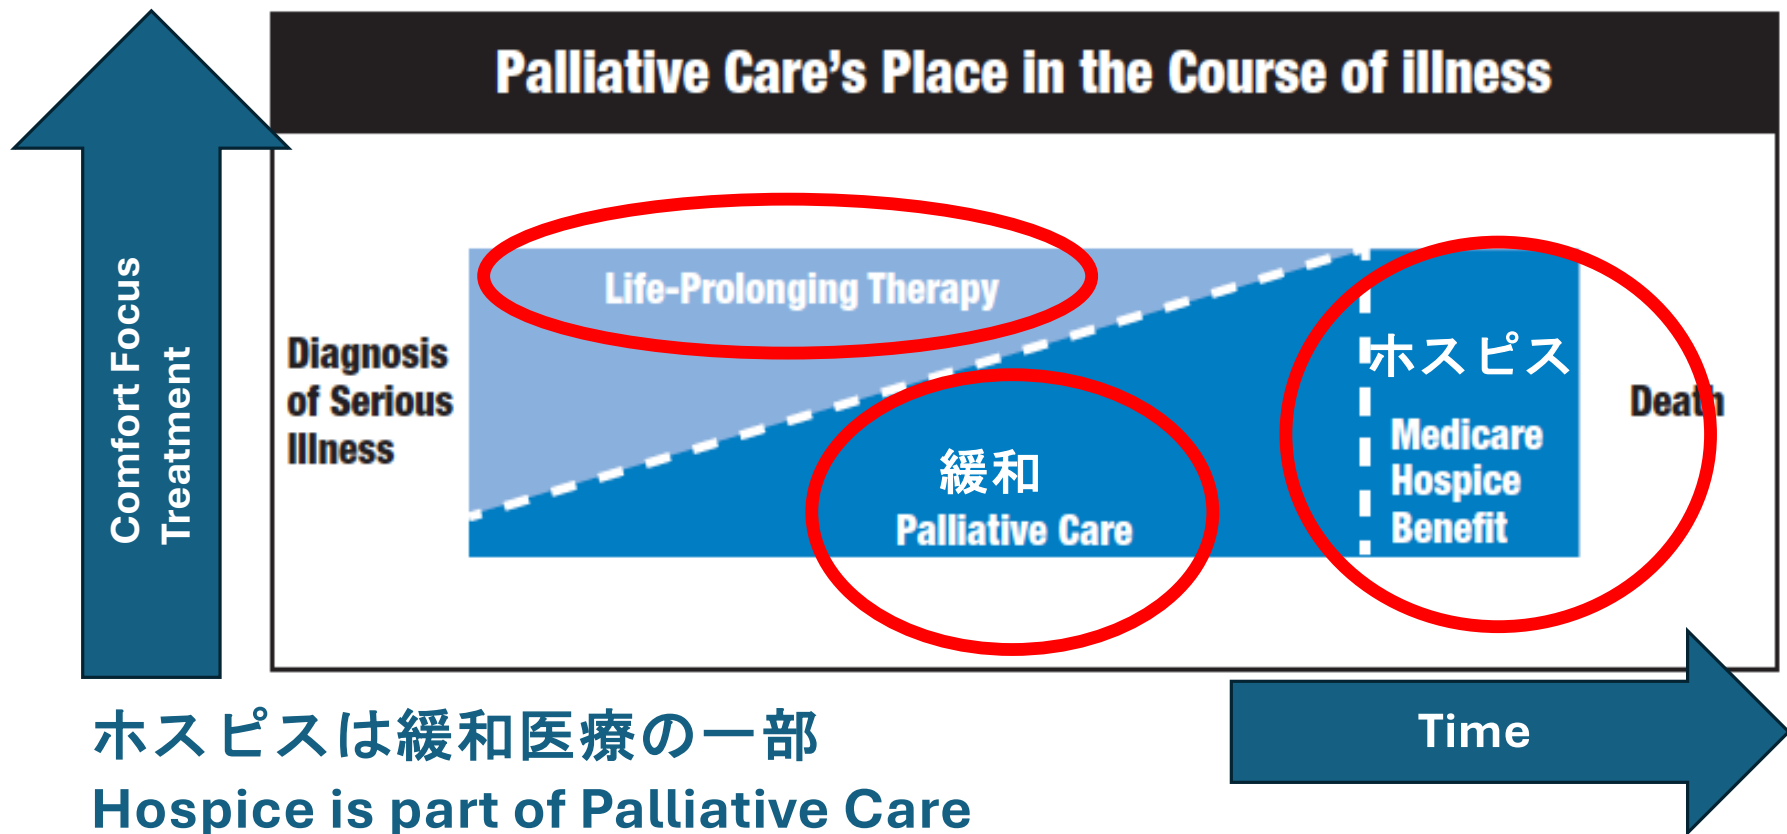 Palliative Care's Place in the Course of illness
Comfort Focus
Treatment
Life-Prolonging Therapy
Diagnosis
of Serious
Illness
緩和
Palliative Care
ホスピス
Medicare
Hospice
Benefit
Death
Time
ホスピスは緩和医療の一部
Hospice is part of Palliative Care